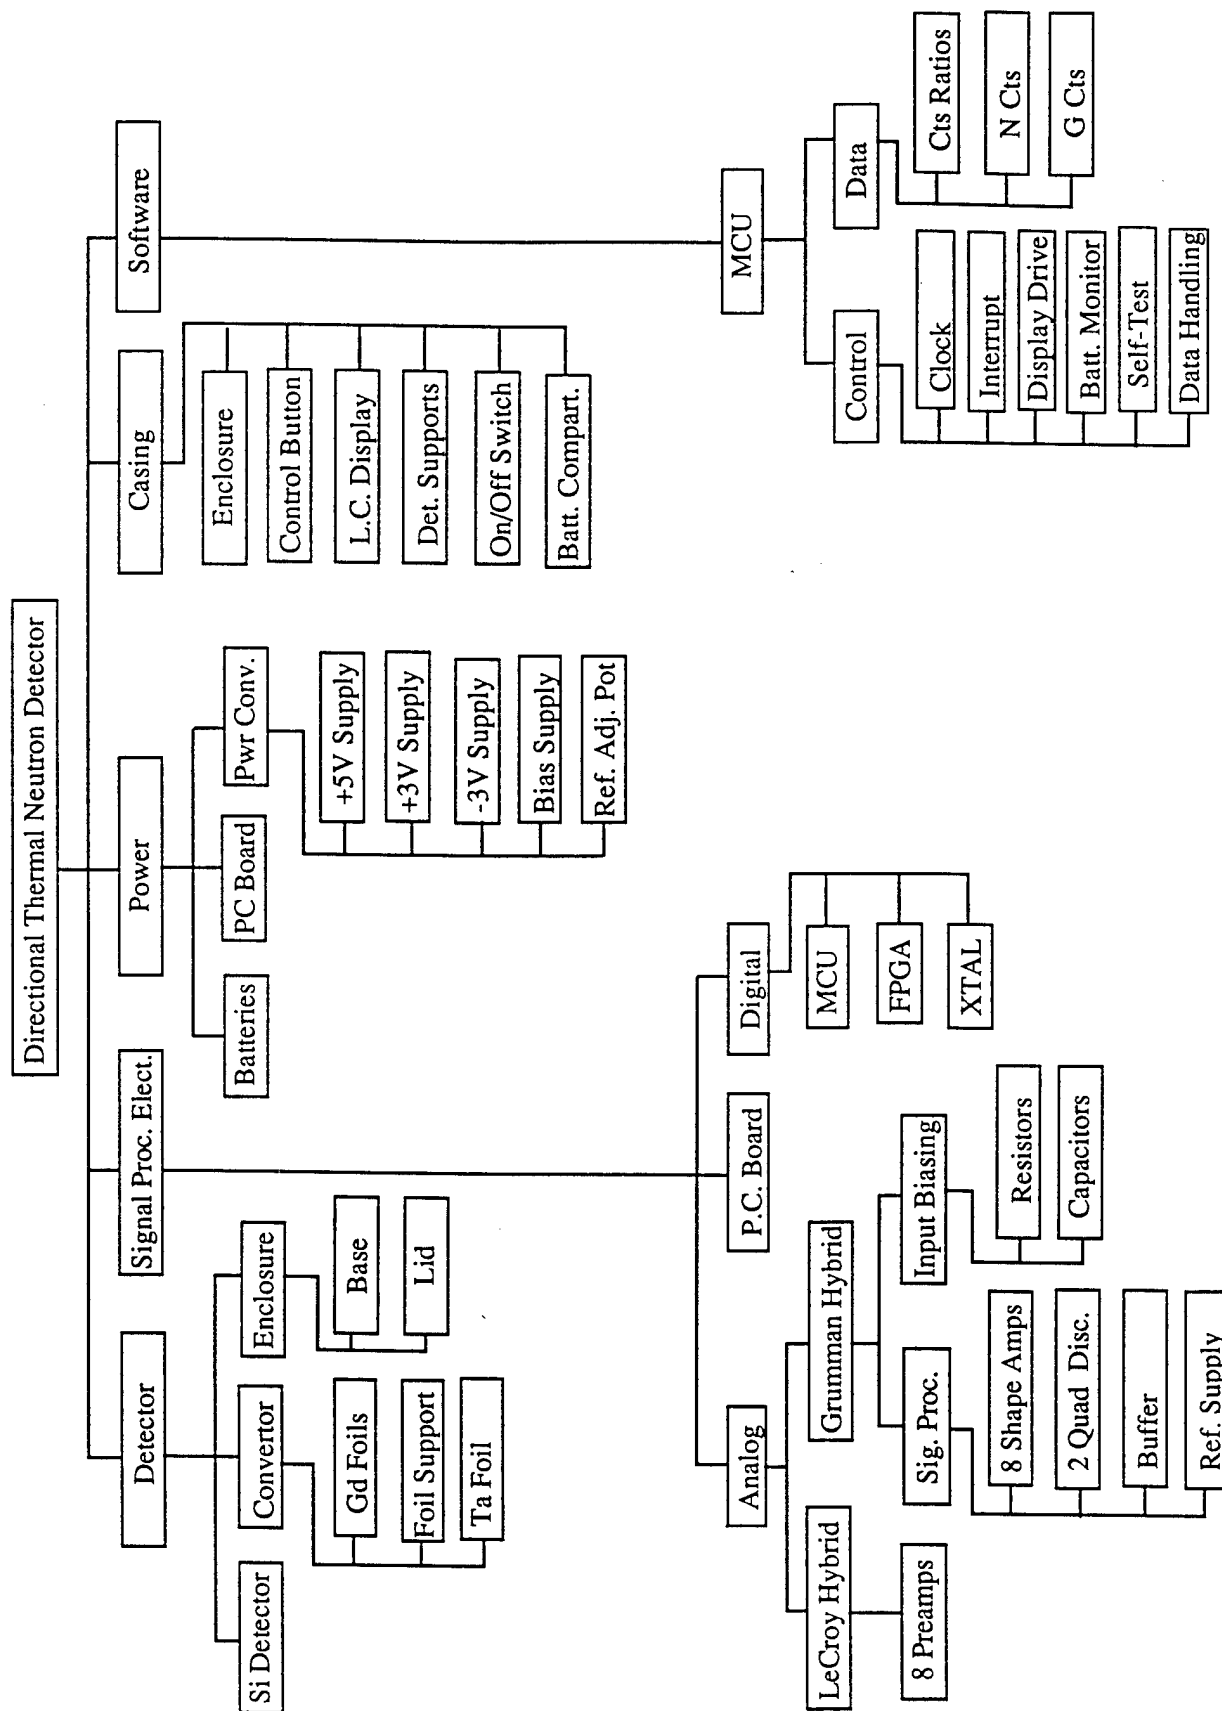 Directional Thermal Neutron Detector
Detector
Signal Proc. Elect.
Power
Casing
Software
Si Detector
Convertor
Enclosure
Gd Foils
Foil Support
Ta Foil
Base
Lid
Batteries
PC Board
Pwr Conv.
+5V Supply
+3V Supply
-3V Supply
Bias Supply
Ref. Adj. Pot
Enclosure
Control Button
L.C. Display
Det. Supports
On/Off Switch
Batt. Compart.
Analog
P.C. Board
Digital
LeCroy Hybrid
Grumman Hybrid
8 Preamps
Sig. Proc.
Input Biasing
8 Shape Amps
2 Quad Disc.
Buffer
Ref. Supply
Resistors
Capacitors
MCU
FPGA
XTAL
MCU
Control
Data
Clock
Interrupt
Display Drive
Batt. Monitor
Self-Test
Data Handling
Cts Ratios
N Cts
G Cts